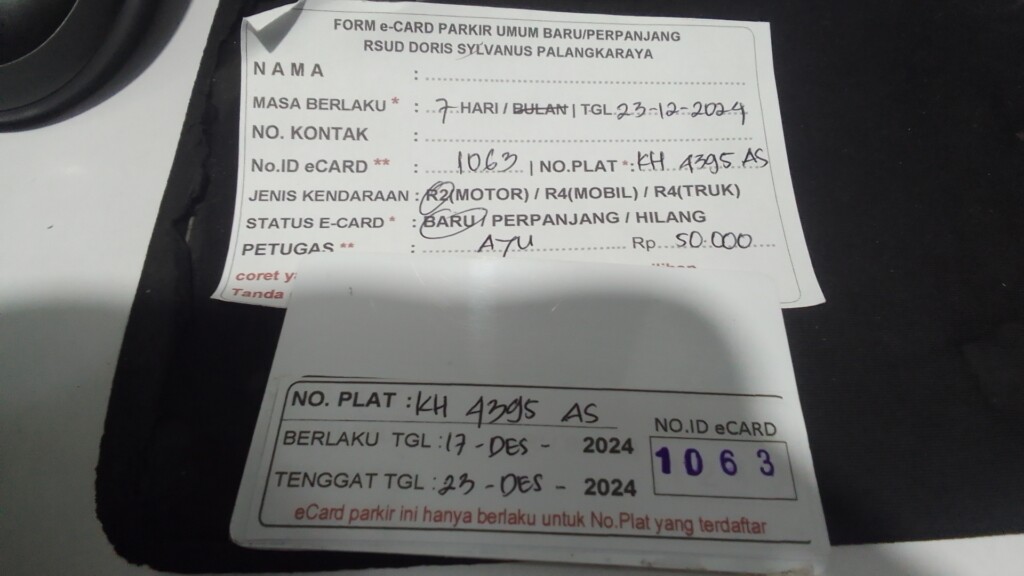 FORM e-CARD PARKIR UMUM BARU/PERPANJANG
RSUD DORIS SYLVANUS PALANGKARAYA
NAMA :
MASA BERLAKU * : 7 HARI / BULAN | TGL 23-12-2024
NO. KONTAK :
No.ID eCARD ** : 1063 | NO.PLAT *: KH 4395 AS
JENIS KENDARAAN : R2(MOTOR) / R4(MOBIL) / R4(TRUK)
STATUS E-CARD * : BARU / PERPANJANG / HILANG
PETUGAS ** : AYU Rp 50.000
coret
Tanda
NO. PLAT : KH 4395 AS
BERLAKU TGL : 17 - DES - 2024
TENGGAT TGL : 23 - DES - 2024
NO.ID eCARD
1063
eCard parkir ini hanya berlaku untuk No.Plat yang terdaftar